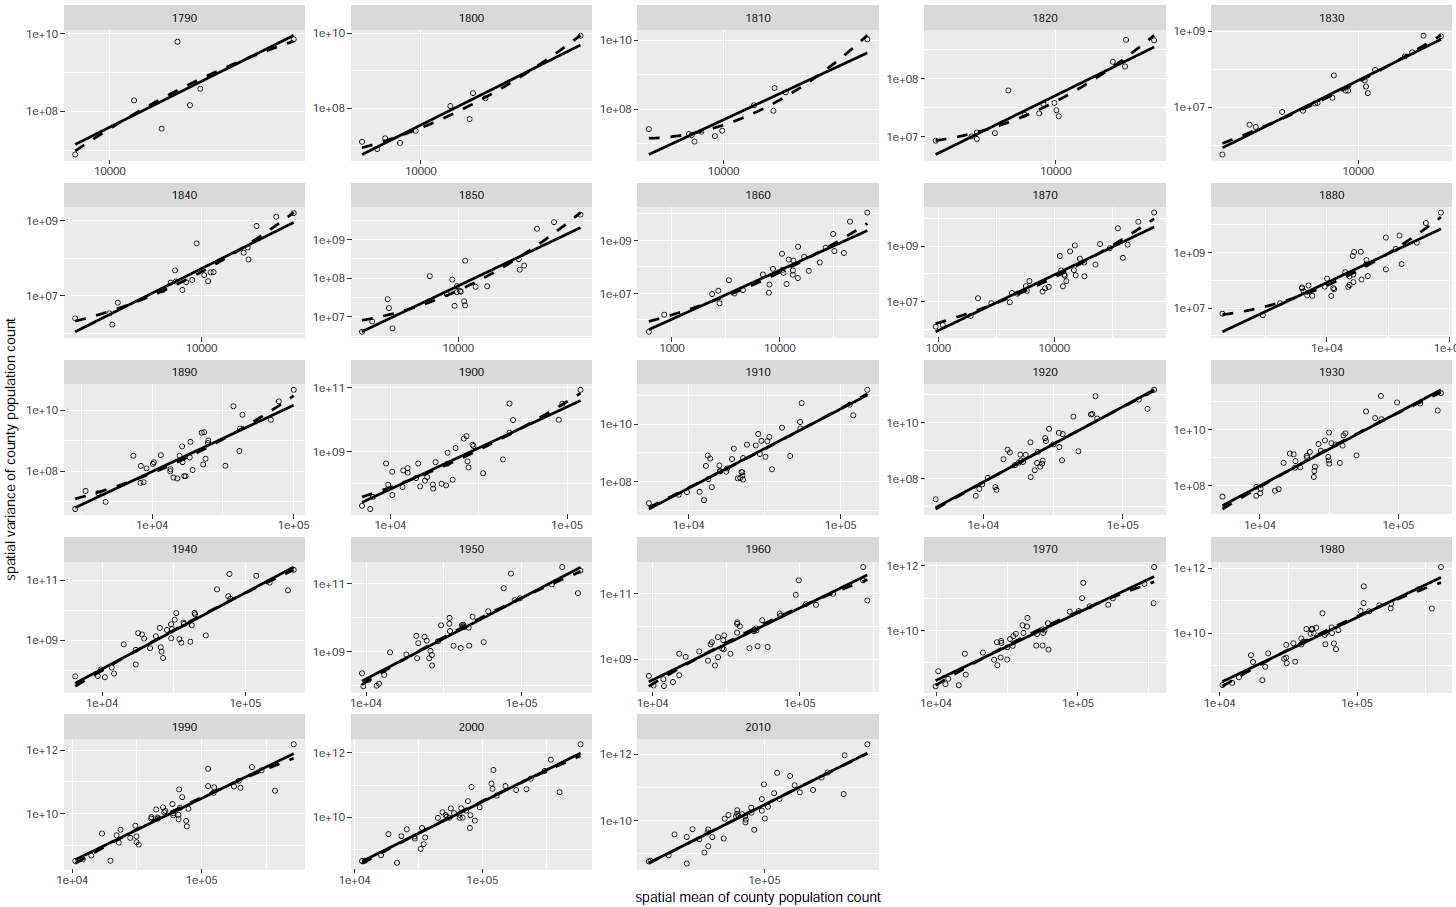 1790 1800 1810 1820 1830
1e+10 1e+10 1e+10 1e+08 1e+09
1e+08 1e+08 1e+08 1e+07 1e+07
10000 10000 10000 10000 10000
1840 1850 1860 1870 1880
1e+09 1e+09 1e+09 1e+09 1e+09
1e+08
1e+07 1e+07 1e+07 1e+07 1e+07
10000 10000 1000 10000 1000 10000 1e+04 1e+0
1890 1900 1910 1920 1930
1e+11
1e+10 1e+10 1e+10 1e+10
1e+09
1e+08 1e+08 1e+08 1e+08
1e+04 1e+05 1e+04 1e+05 1e+04 1e+05 1e+04 1e+05 1e+04 1e+05
spatial variance of county population count
1940 1950 1960 1970 1980
1e+11 1e+11 1e+11 1e+12 1e+12
1e+09 1e+09 1e+09 1e+10 1e+10
1e+04 1e+05 1e+04 1e+05 1e+04 1e+05 1e+04 1e+05 1e+04 1e+05
1990 2000 2010
1e+12 1e+12 1e+12
1e+10 1e+10 1e+10
1e+04 1e+05 1e+04 1e+05 1e+05
spatial mean of county population count